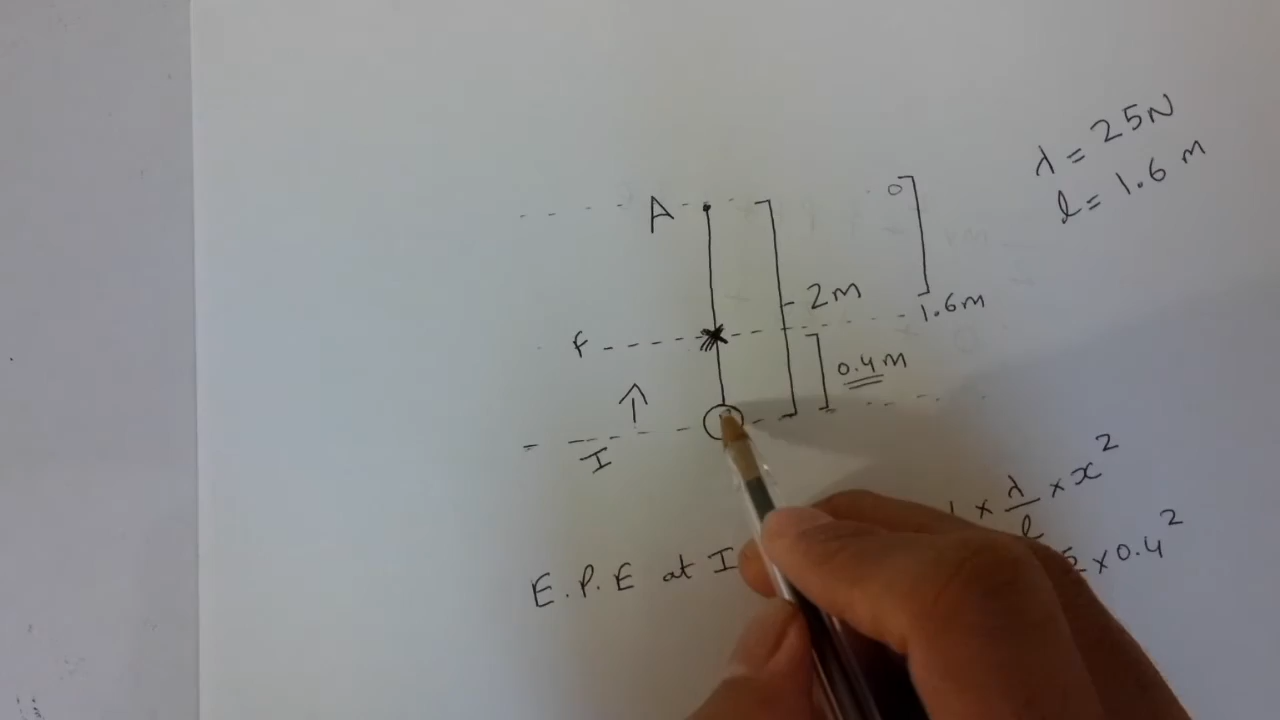 λ = 25N
l = 1.6 m
A
0
2m
1.6m
F
0.4m
I
× λ/l × x²
E.P.E at I
× 0.4²